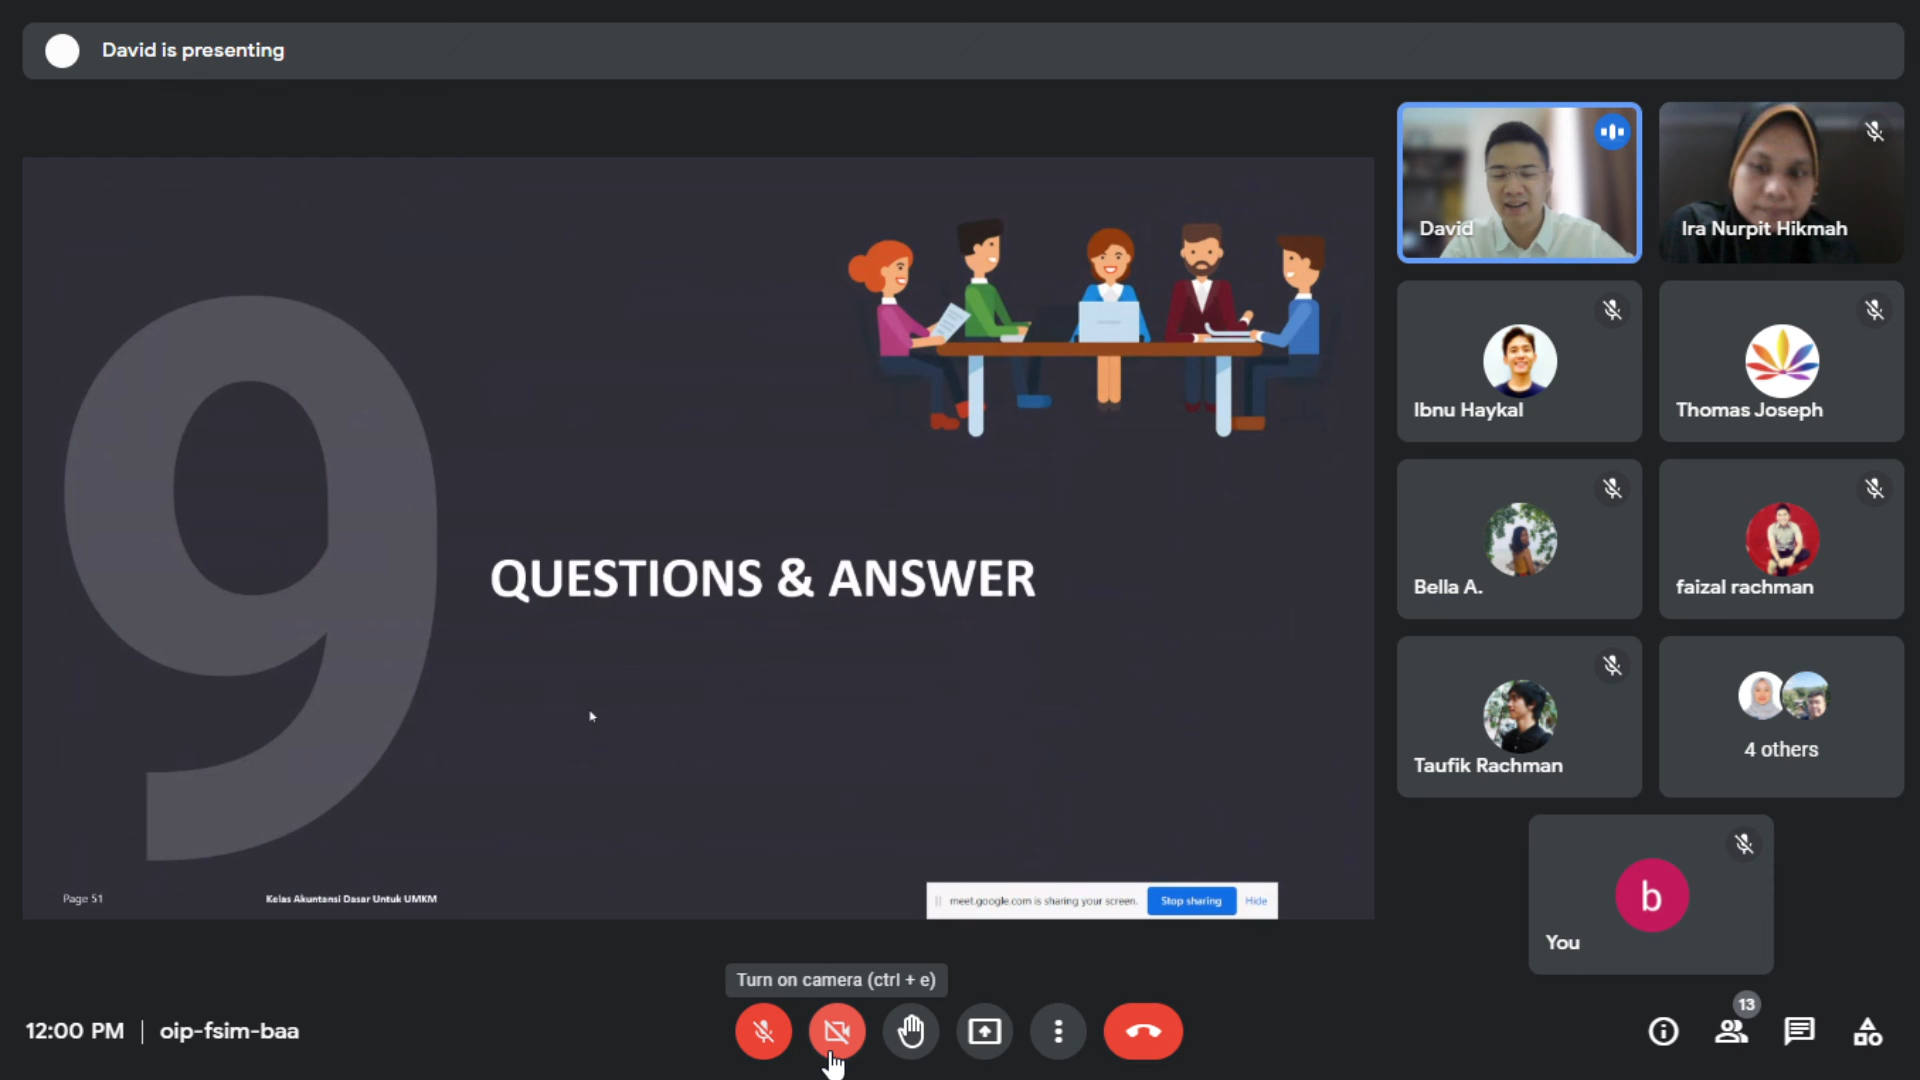 David is presenting
David
Ira Nurpit Hikmah
9
Ibnu Haykal
Thomas Joseph
QUESTIONS & ANSWER
Bella A.
faizal rachman
Taufik Rachman
4 others
Page 51
Kelas Akuntansi Dasar Untuk UMKM
meet.google.com is sharing your screen.
Stop sharing
Hide
b
You
Turn on camera (ctrl + e)
12:00 PM | oip-fsim-baa
13